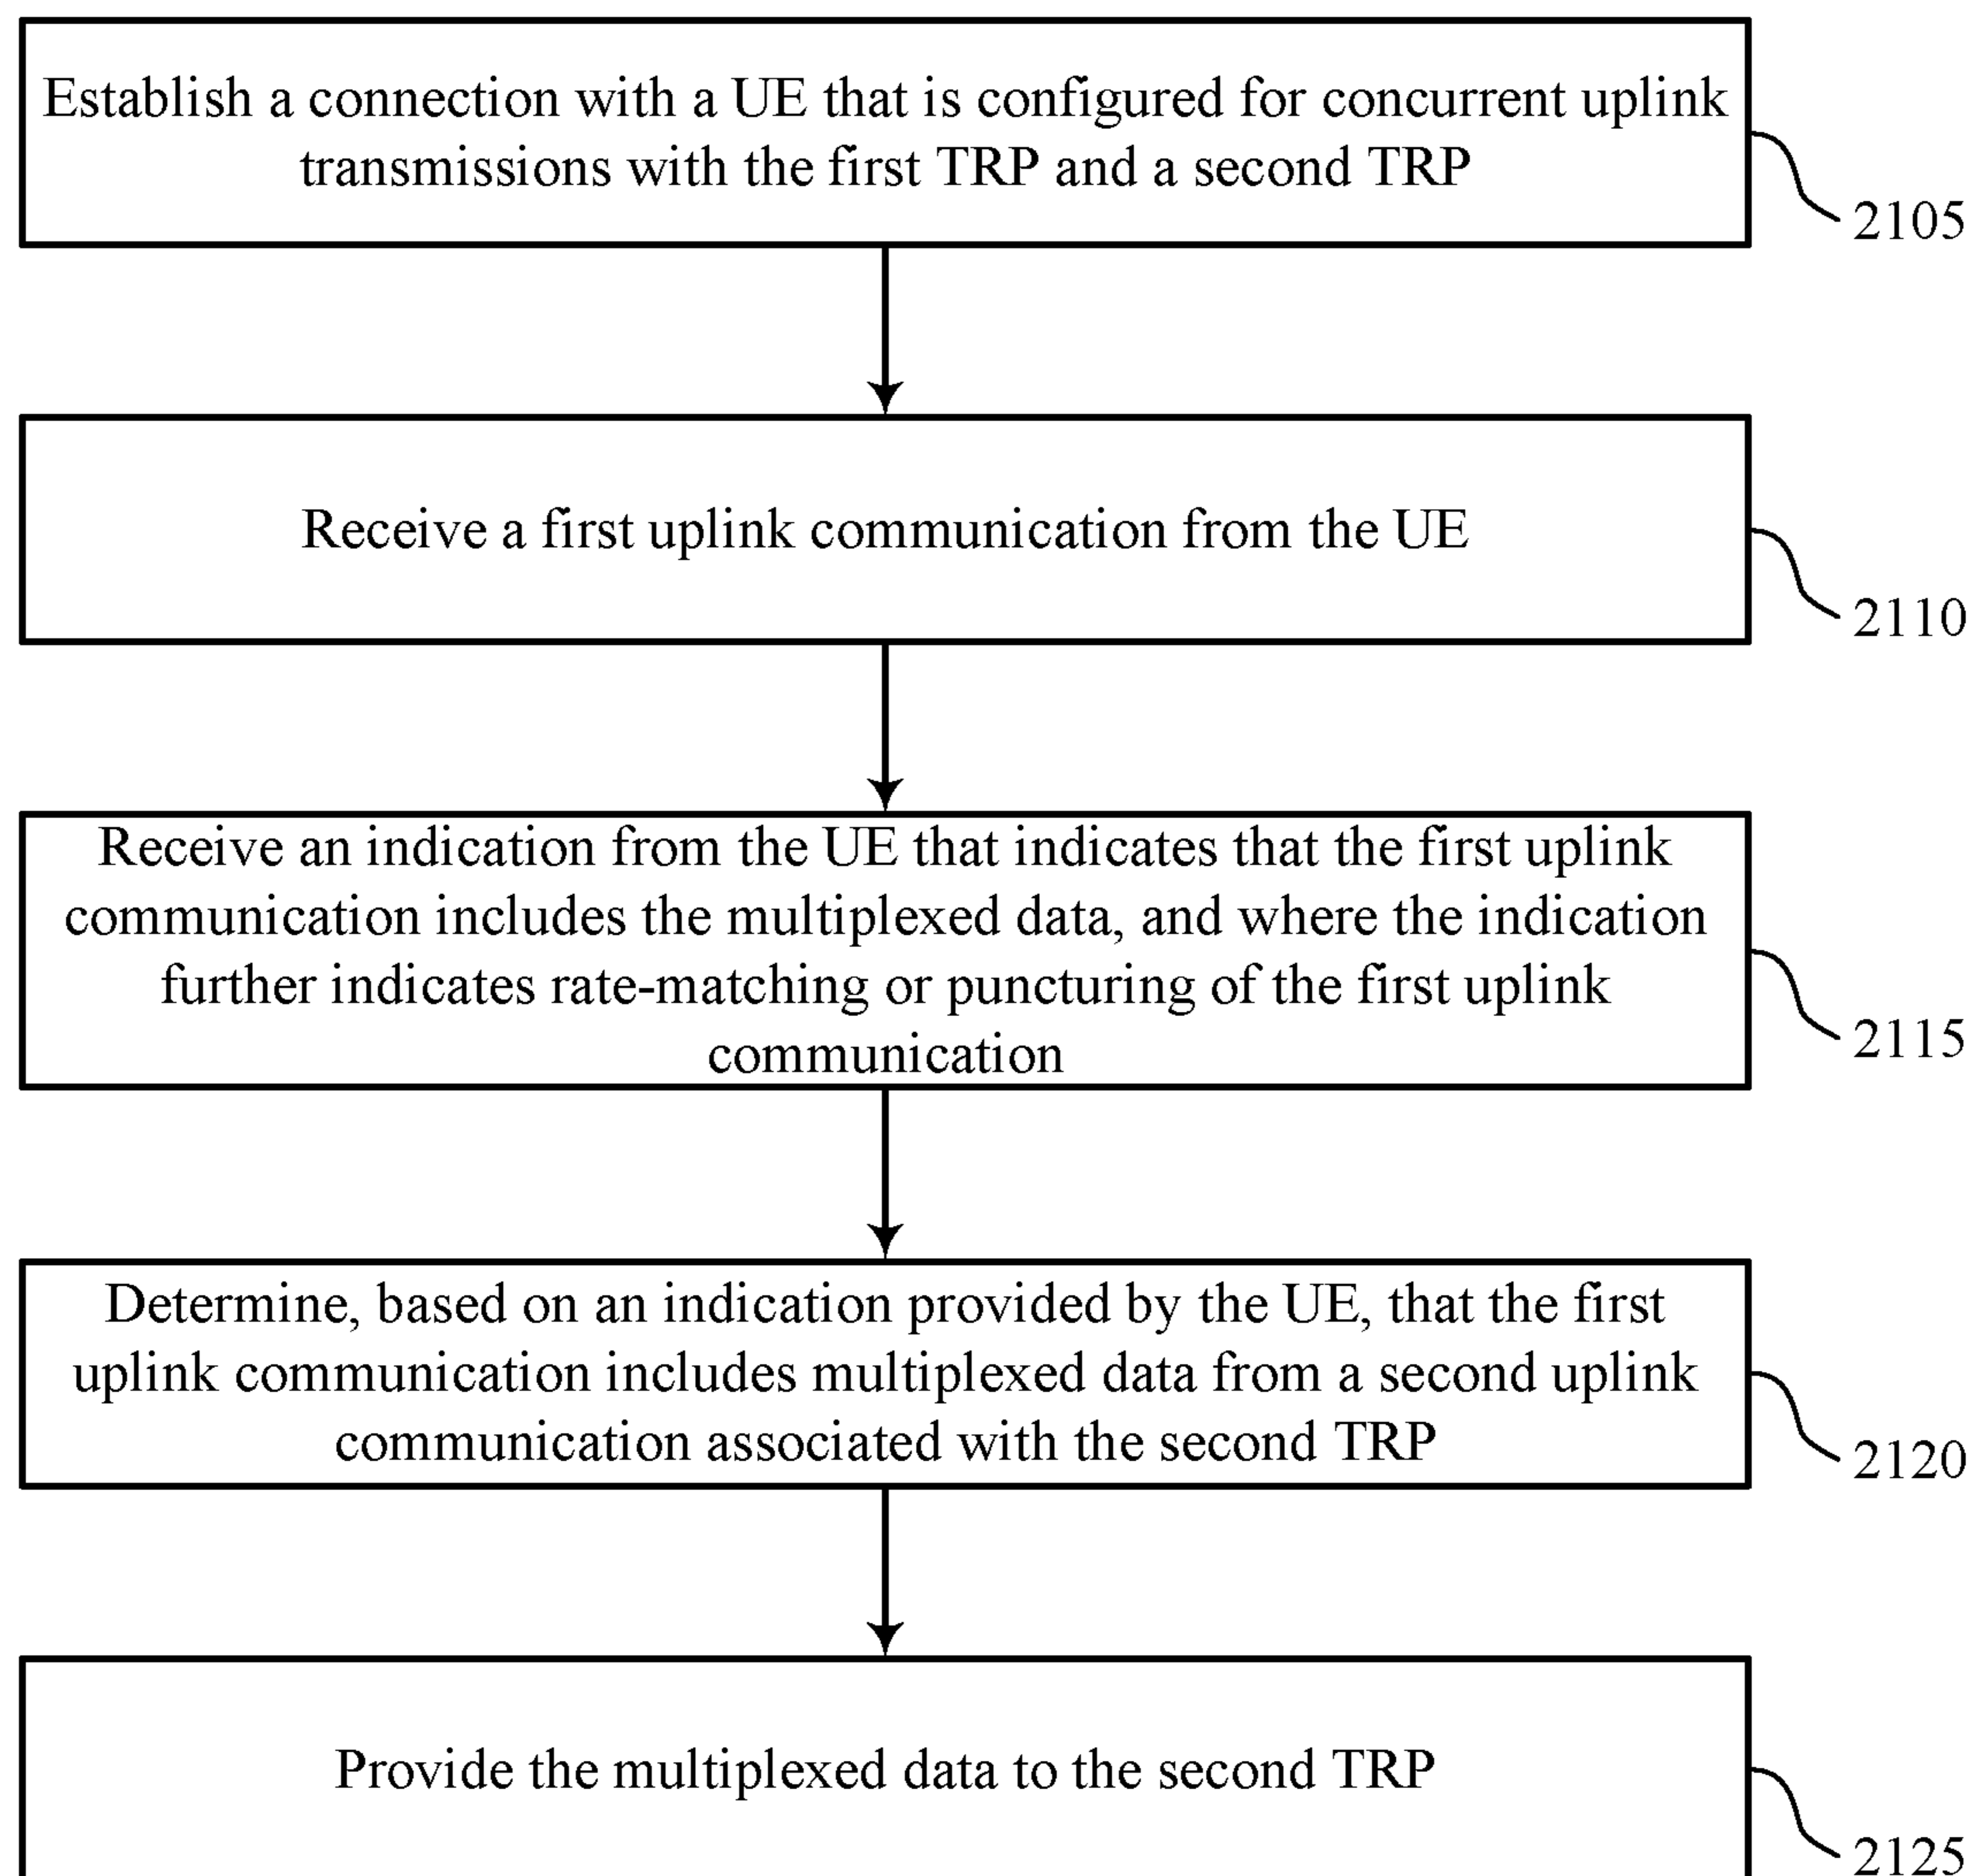 Establish a connection with a UE that is configured for concurrent uplink
transmissions with the first TRP and a second TRP
2105
Receive a first uplink communication from the UE
2110
Receive an indication from the UE that indicates that the first uplink
communication includes the multiplexed data, and where the indication
further indicates rate-matching or puncturing of the first uplink
communication
2115
Determine, based on an indication provided by the UE, that the first
uplink communication includes multiplexed data from a second uplink
communication associated with the second TRP
2120
Provide the multiplexed data to the second TRP
2125